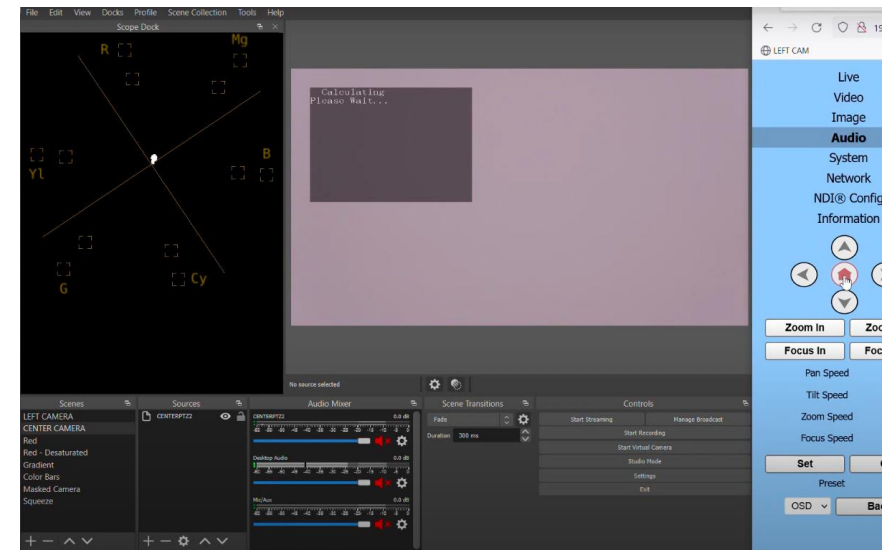 File Edit View Docks Profile Scene Collection Tools Help
Scope Dock
R
Mg
B
Yl
G
Cy
Calculating
Please Wait...
No source selected
Scenes
LEFT CAMERA
CENTER CAMERA
Red
Red - Desaturated
Gradient
Color Bars
Masked Camera
Squeeze
Sources
CENTERPTZ2
Audio Mixer
CENTERPTZ2 0.0 dB
Desktop Audio 0.0 dB
Mic/Aux 0.0 dB
Scene Transitions
Fade
Duration 300 ms
Controls
Start Streaming Manage Broadcast
Start Recording
Start Virtual Camera
Studio Mode
Settings
Exit
19
LEFT CAM
Live
Video
Image
Audio
System
Network
NDI® Config
Information
Zoom In Zoo
Focus In Foc
Pan Speed
Tilt Speed
Zoom Speed
Focus Speed
Set
Preset
OSD Ba